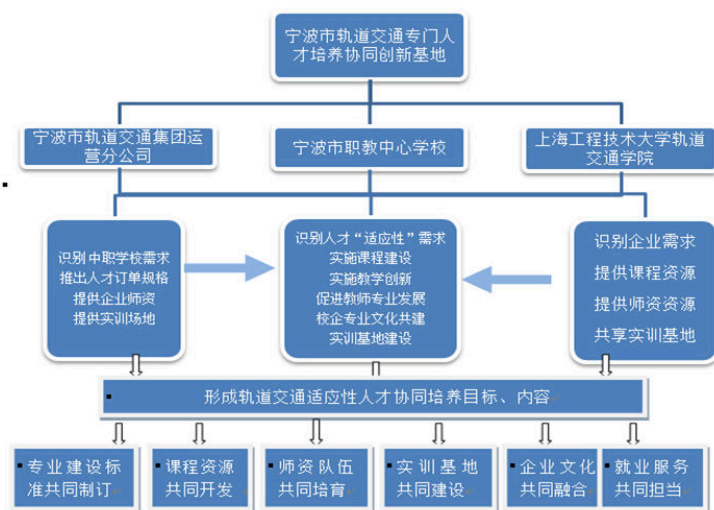 宁波市轨道交通专门人
才培养协同创新基地
宁波市轨道交通集团运
营分公司
宁波市职教中心学校
上海工程技术大学轨道
交通学院
识别中职学校需求
推出人才订单规格
提供企业师资
提供实训场地
识别人才“适应性”需求
实施课程建设
实施教学创新
促进教师专业发展
校企专业文化共建
实训基地建设
识别企业需求
提供课程资源
提供师资资源
共享实训基地
形成轨道交通适应性人才协同培养目标、内容
专业建设标
准共同制订
课程资源
共同开发
师资队伍
共同培育
实训基地
共同建设
企业文化
共同融合
就业服务
共同担当